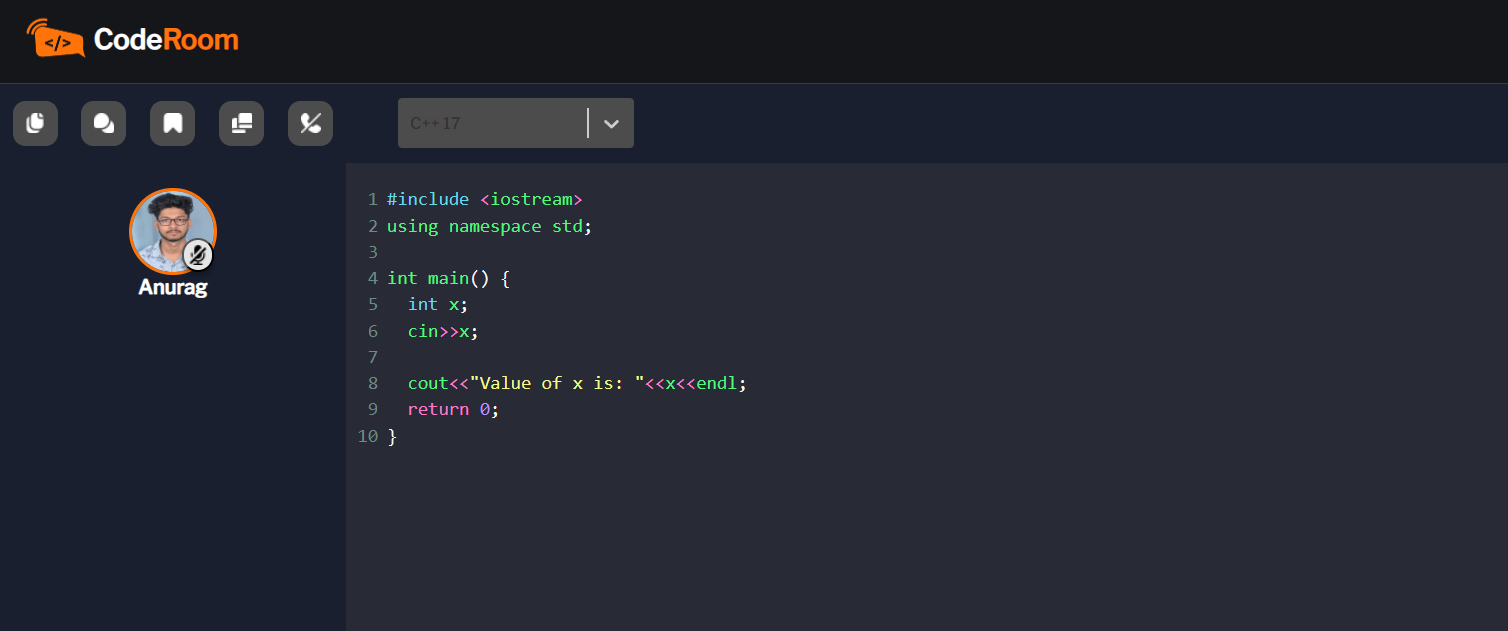 </> CodeRoom
C++ 17
Anurag
1 #include <iostream>
2 using namespace std;
3
4 int main() {
5   int x;
6   cin>>x;
7
8   cout<<"Value of x is: "<<x<<endl;
9   return 0;
10 }